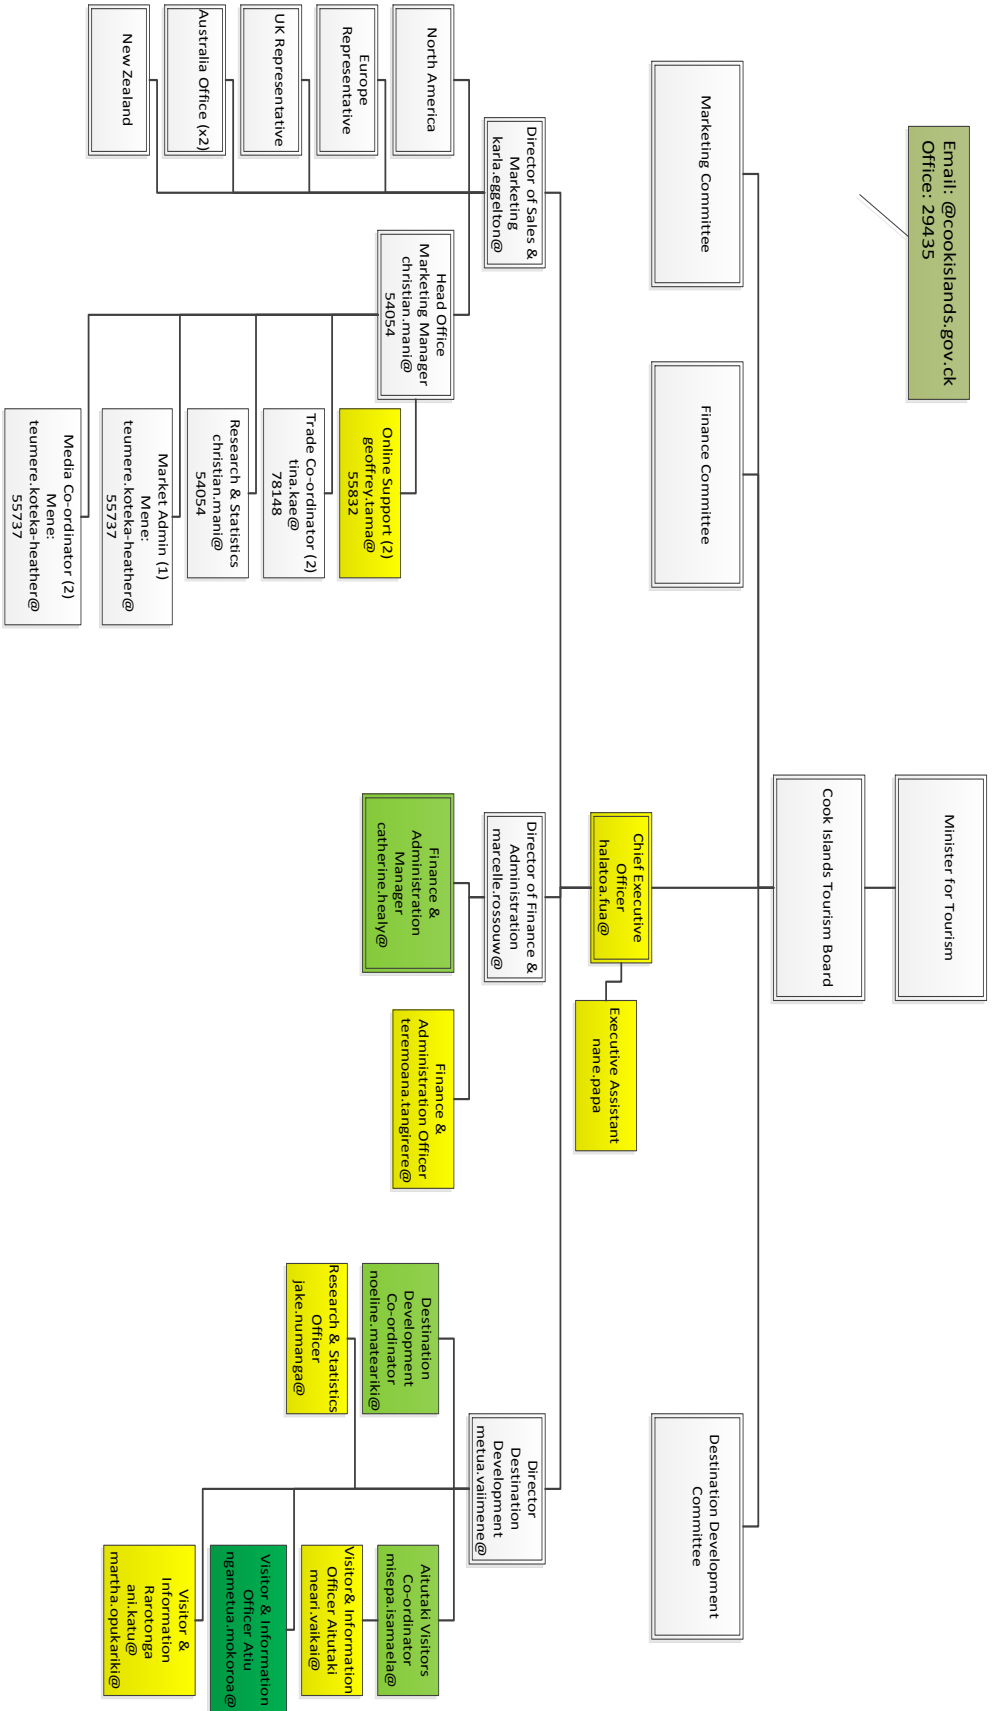 Email: @cookislands.gov.ck
Office: 29435
Minister for Tourism
Cook Islands Tourism Board
Marketing Committee
Finance Committee
Destination Development
Committee
Chief Executive
Officer
halatoa.fua@
Executive Assistant
nane.papa
Director of Sales &
Marketing
karla.eggelton@
Director of Finance &
Administration
marcelle.rossouw@
Director
Destination
Development
metua.vaiimene@
North America
Europe
Representative
UK Representative
Australia Office (x2)
New Zealand
Head Office
Marketing Manager
christian.mani@
54054
Online Support (2)
geoffrey.tama@
55832
Trade Co-ordinator (2)
tina.kae@
78148
Research & Statistics
christian.mani@
54054
Market Admin (1)
Mene:
teumere.koteka-heather@
55737
Media Co-ordinator (2)
Mene:
teumere.koteka-heather@
55737
Finance &
Administration
Manager
catherine.healy@
Finance &
Administration Officer
teremoana.tangirere@
Destination
Development
Co-ordinator
noeline.mateariki@
Research & Statistics
Officer
jake.numanga@
Aitutaki Visitors
Co-ordinator
misepa.isamaela@
Visitor& Information
Officer Aitutaki
meari.vaikai@
Visitor & Information
Officer Atiu
ngametua.mokoroa@
Visitor &
Information
Rarotonga
ani.katu@
martha.opukariki@